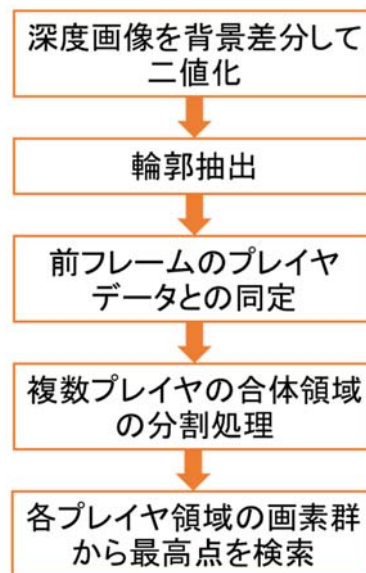 深度画像を背景差分して
二値化
輪郭抽出
前フレームのプレイヤ
データとの同定
複数プレイヤの合体領域
の分割処理
各プレイヤ領域の画素群
から最高点を検索